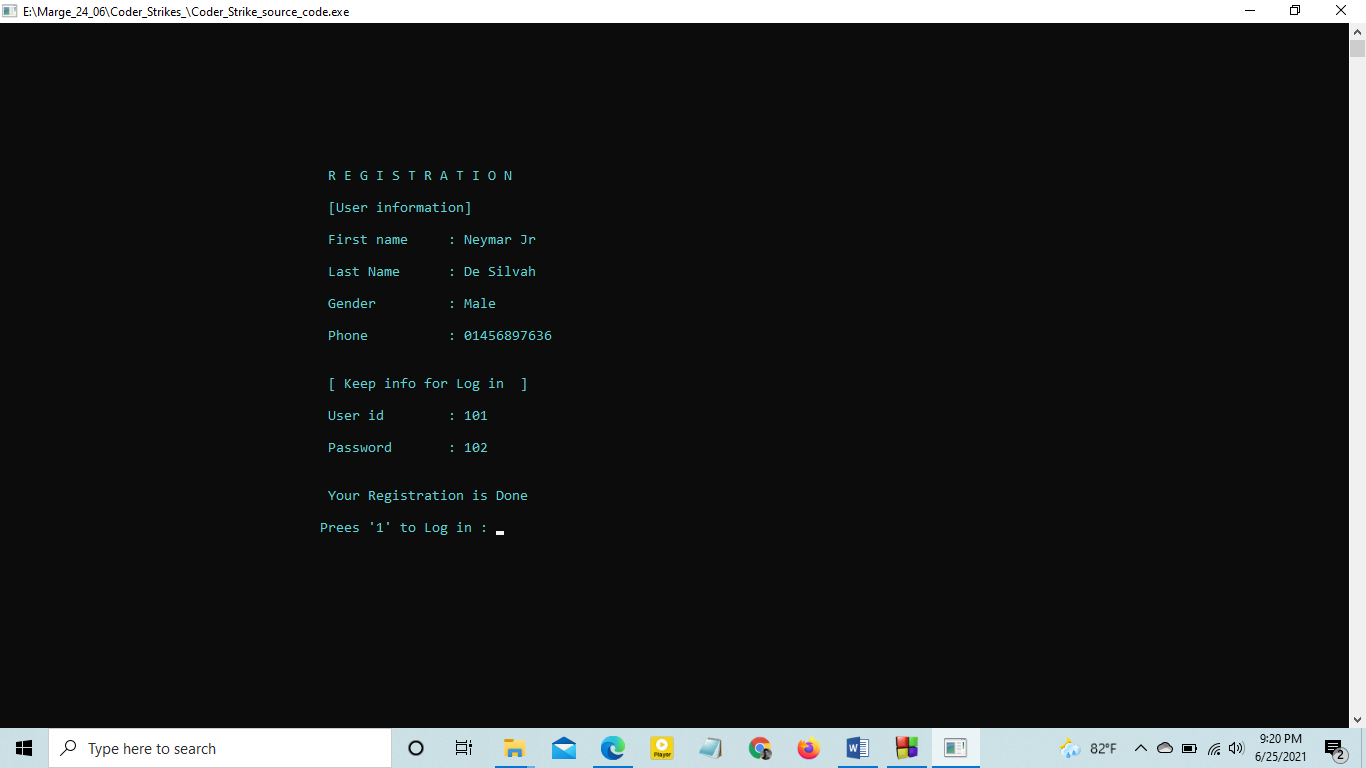 E:\Marge_24_06\Coder_Strikes_\Coder_Strike_source_code.exe
R E G I S T R A T I O N
[User information]
First name : Neymar Jr
Last Name : De Silvah
Gender : Male
Phone : 01456897636
[ Keep info for Log in ]
User id : 101
Password : 102
Your Registration is Done
Prees '1' to Log in :
Type here to search
Player
82°F
9:20 PM
6/25/2021
2